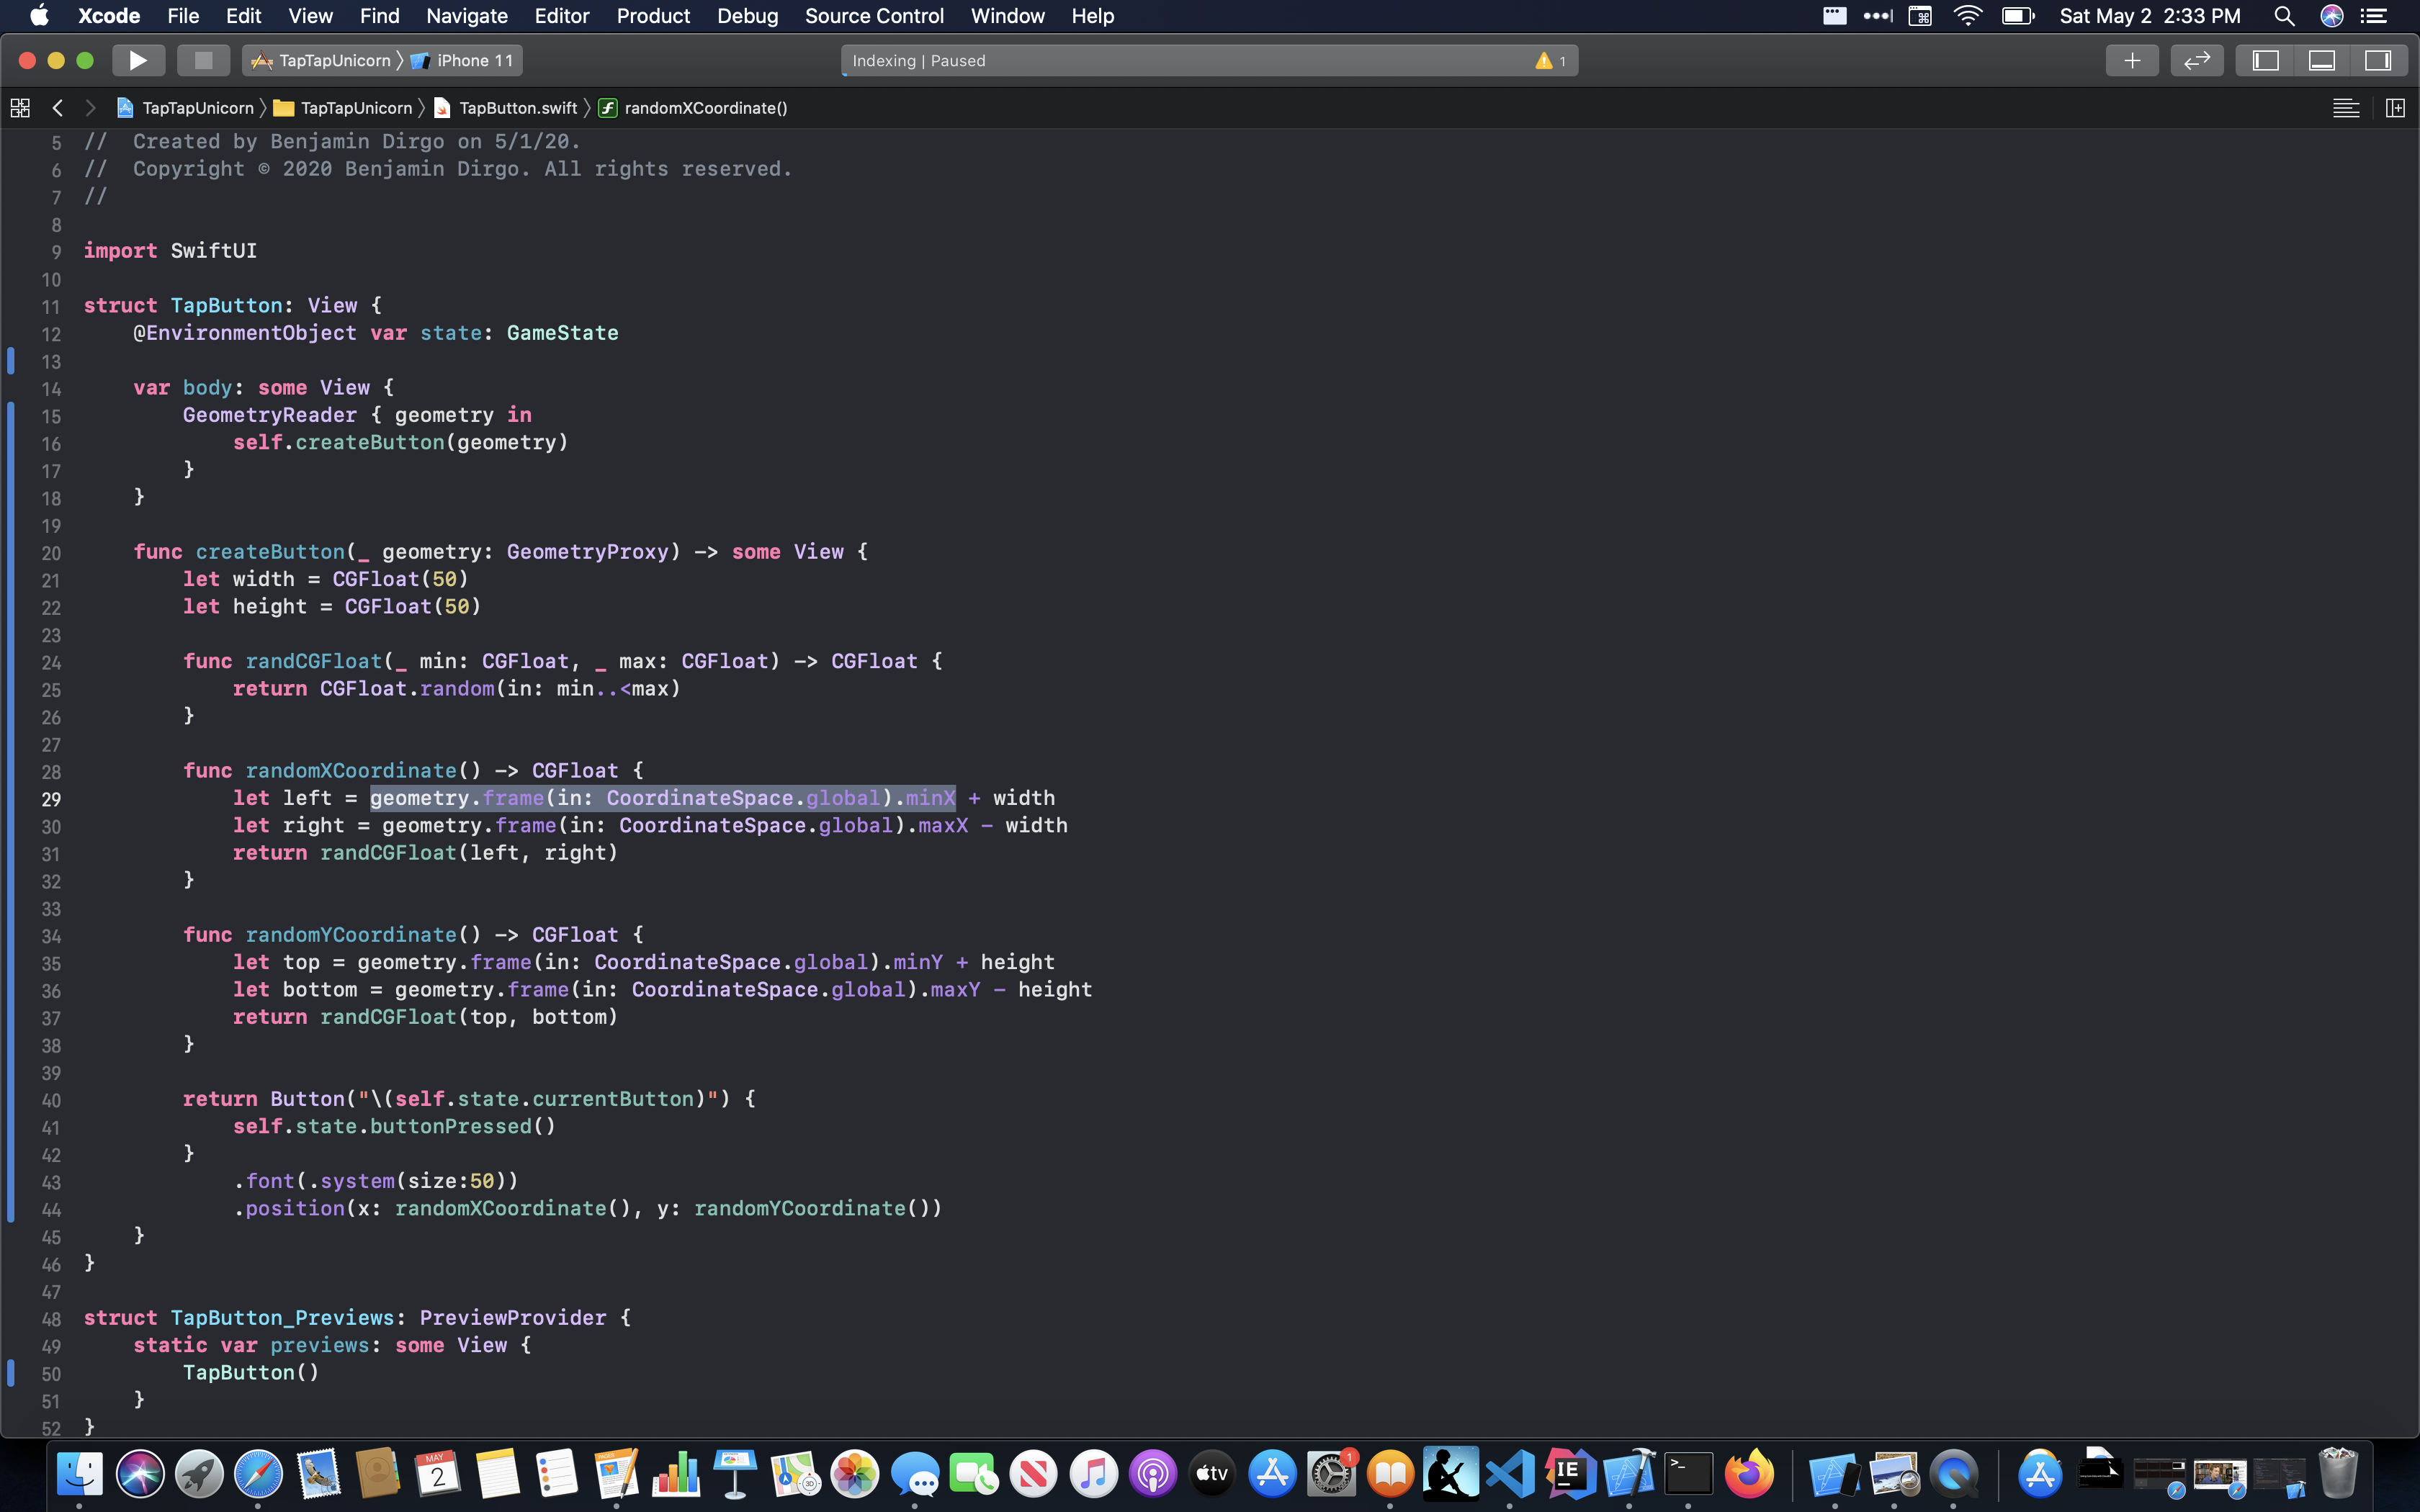 Xcode File Edit View Find Navigate Editor Product Debug Source Control Window Help Sat May 2 2:33 PM
TapTapUnicorn 〉 iPhone 11 Indexing | Paused 1
TapTapUnicorn 〉 TapTapUnicorn 〉 TapButton.swift 〉 randomXCoordinate()
5 //  Created by Benjamin Dirgo on 5/1/20.
6 //  Copyright © 2020 Benjamin Dirgo. All rights reserved.
7 //
8
9 import SwiftUI
10
11 struct TapButton: View {
12     @EnvironmentObject var state: GameState
13
14     var body: some View {
15         GeometryReader { geometry in
16             self.createButton(geometry)
17         }
18     }
19
20     func createButton(_ geometry: GeometryProxy) -> some View {
21         let width = CGFloat(50)
22         let height = CGFloat(50)
23
24         func randCGFloat(_ min: CGFloat, _ max: CGFloat) -> CGFloat {
25             return CGFloat.random(in: min..<max)
26         }
27
28         func randomXCoordinate() -> CGFloat {
29             let left = geometry.frame(in: CoordinateSpace.global).minX + width
30             let right = geometry.frame(in: CoordinateSpace.global).maxX - width
31             return randCGFloat(left, right)
32         }
33
34         func randomYCoordinate() -> CGFloat {
35             let top = geometry.frame(in: CoordinateSpace.global).minY + height
36             let bottom = geometry.frame(in: CoordinateSpace.global).maxY - height
37             return randCGFloat(top, bottom)
38         }
39
40         return Button("\(self.state.currentButton)") {
41             self.state.buttonPressed()
42         }
43             .font(.system(size:50))
44             .position(x: randomXCoordinate(), y: randomYCoordinate())
45     }
46 }
47
48 struct TapButton_Previews: PreviewProvider {
49     static var previews: some View {
50         TapButton()
51     }
52 }
MAY
2
3D
tv
1
IE
>_